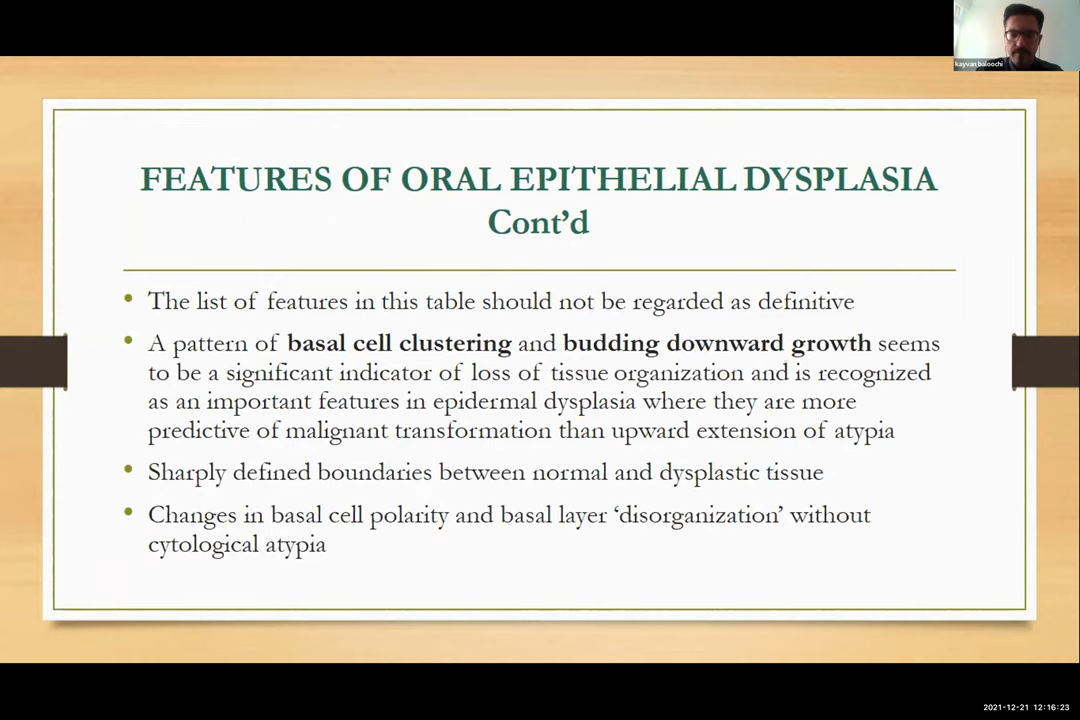 kayvan baloochi
FEATURES OF ORAL EPITHELIAL DYSPLASIA
Cont’d
• The list of features in this table should not be regarded as definitive
• A pattern of basal cell clustering and budding downward growth seems
to be a significant indicator of loss of tissue organization and is recognized
as an important features in epidermal dysplasia where they are more
predictive of malignant transformation than upward extension of atypia
• Sharply defined boundaries between normal and dysplastic tissue
• Changes in basal cell polarity and basal layer ‘disorganization’ without
cytological atypia
2021-12-21 12:16:23